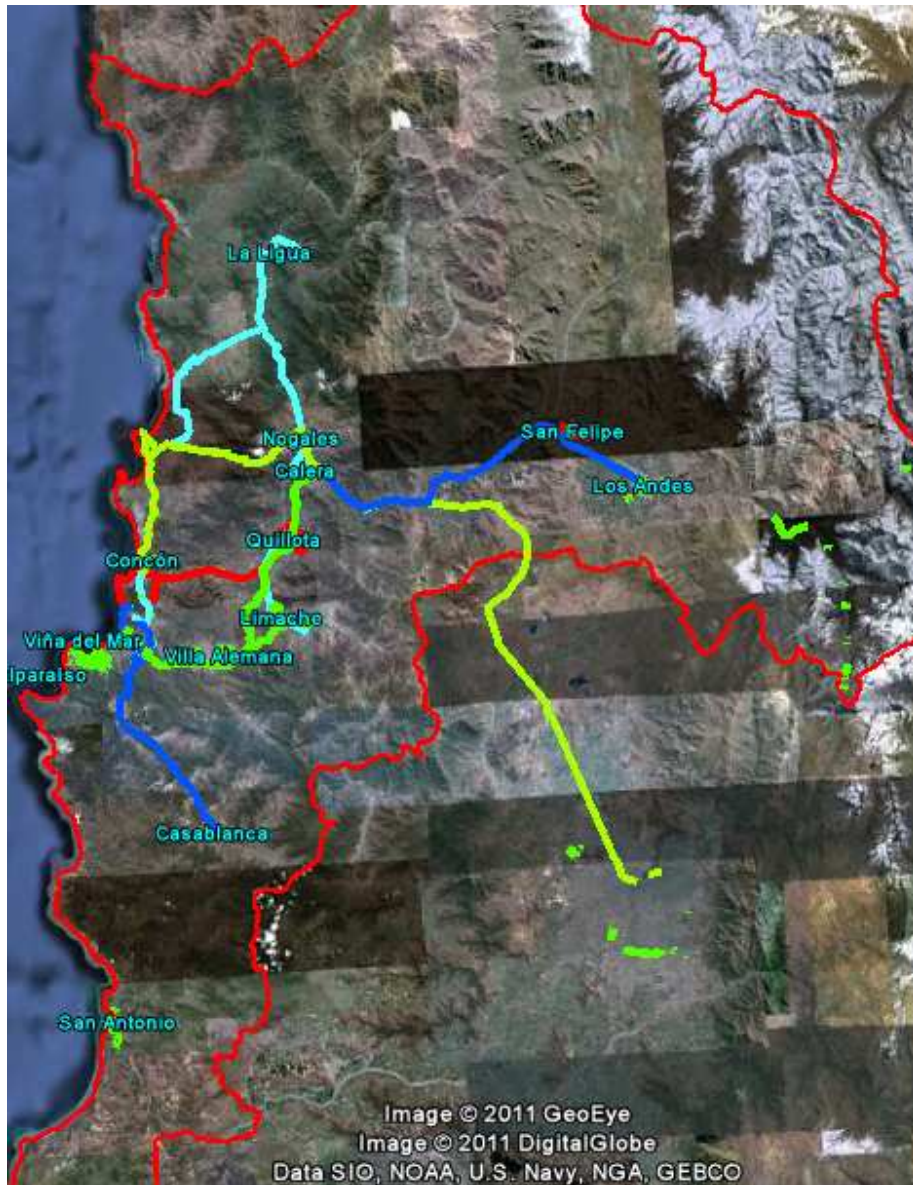 La Ligua
San Felipe
Nogales
Calera
Los Andes
Quillota
Concón
Limache
Viña del Mar
Villa Alemana
lparaíso
Casablanca
San Antonio
Image © 2011 GeoEye
Image © 2011 DigitalGlobe
Data SIO, NOAA, U.S. Navy, NGA, GEBCO